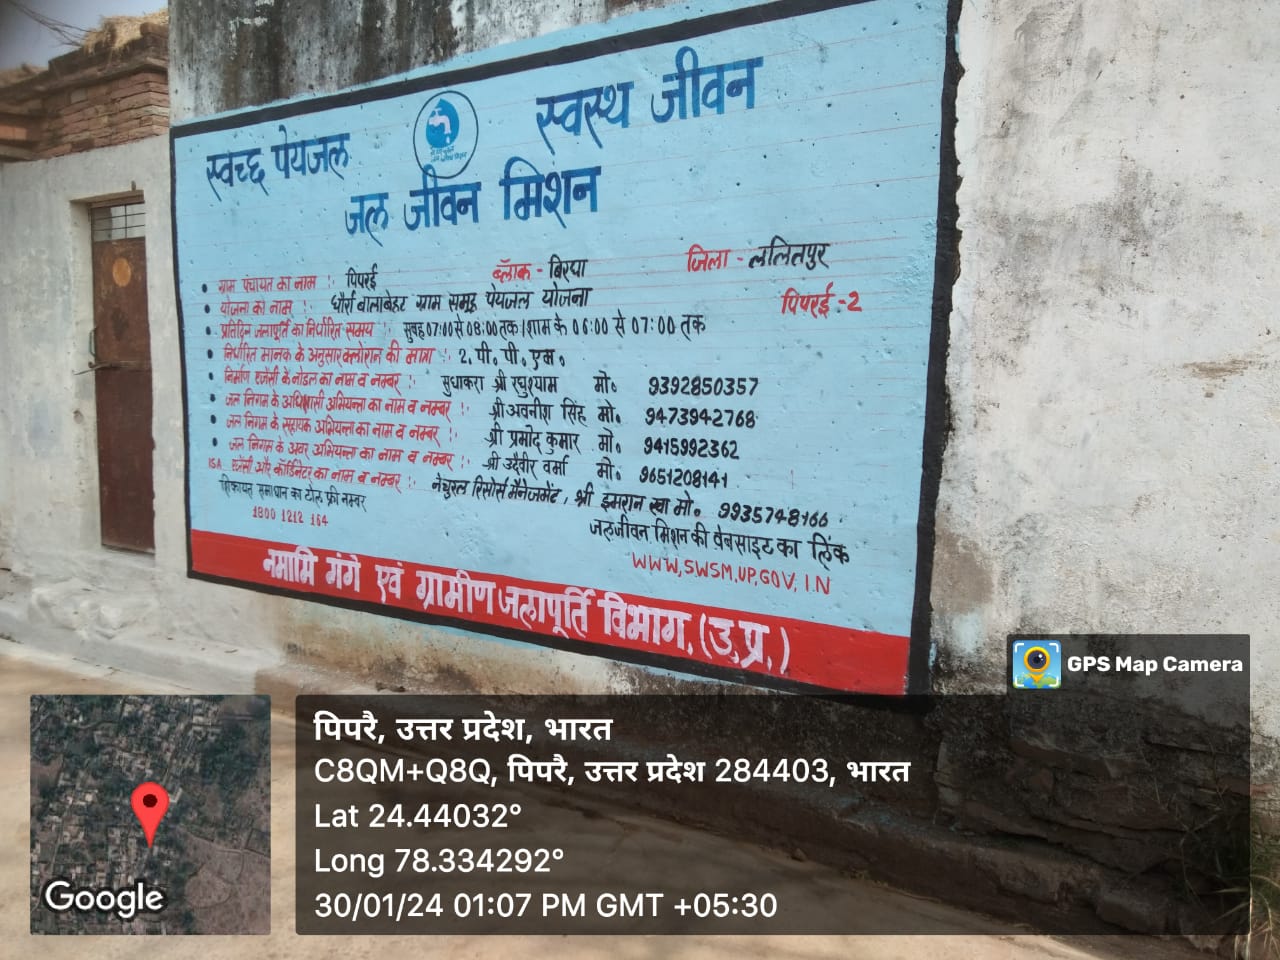 स्वच्छ पेयजल स्वस्थ जीवन
जल जीवन मिशन
ग्राम पंचायत का नाम : पिपरई ब्लाक - बिरधा जिला - ललितपुर
योजना का नाम : धौर्रा बालाबेहट ग्राम समूह पेयजल योजना पिपरई -2
प्रतिदिन जलापूर्ति का निर्धारित समय : सुबह 07:00 से 08:00 तक। शाम के 06:00 से 07:00 तक
निर्धारित मानक के अनुसार क्लोरीन की मात्रा : 2. पी. पी. एम.
निर्माण एजेंसी के नोडल का नाम व नम्बर : सुधाकरा श्री रघुश्याम मो. 9392850357
जल निगम के अधिशासी अभियन्ता का नाम व नम्बर : श्री अवनीश सिंह मो. 9473942768
जल निगम के सहायक अभियन्ता का नाम व नम्बर : श्री प्रमोद कुमार मो. 9415992362
जल निगम के अवर अभियन्ता का नाम व नम्बर : श्री उदैवीर वर्मा मो. 9651208141
ISA एजेंसी और कॉर्डिनेटर का नाम व नम्बर : नेचुरल रिसोर्स मैनेजमेंट, श्री इमरान खा मो. 9935748166
शिकायत समाधान का टोल फ्री नम्बर
1800 1212 164
जलजीवन मिशन की वेबसाइट का लिंक
WWW,SWSM,UP,GOV,IN
नमामि गंगे एवं ग्रामीण जलापूर्ति विभाग, (उ,प्र,)
GPS Map Camera
पिपरै, उत्तर प्रदेश, भारत
C8QM+Q8Q, पिपरै, उत्तर प्रदेश 284403, भारत
Lat 24.44032°
Long 78.334292°
30/01/24 01:07 PM GMT +05:30
Google